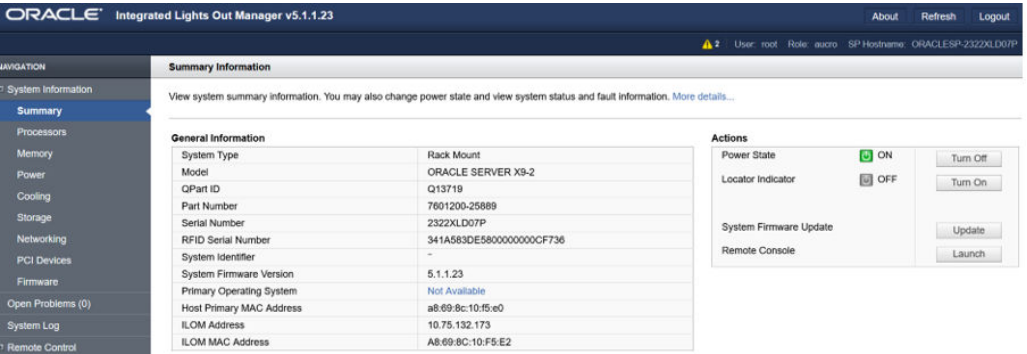 ORACLE Integrated Lights Out Manager v5.1.1.23
About Refresh Logout
2 User: root Role: aucro SP Hostname: ORACLESP-2322XLD07P
NAVIGATION
System Information
Summary
Processors
Memory
Power
Cooling
Storage
Networking
PCI Devices
Firmware
Open Problems (0)
System Log
Remote Control
Summary Information
View system summary information. You may also change power state and view system status and fault information. More details...
General Information
System Type Rack Mount
Model ORACLE SERVER X9-2
QPart ID Q13719
Part Number 7601200-25889
Serial Number 2322XLD07P
RFID Serial Number 341A583DE5800000000CF736
System Identifier -
System Firmware Version 5.1.1.23
Primary Operating System Not Available
Host Primary MAC Address a8:69:8c:10:f5:e0
ILOM Address 10.75.132.173
ILOM MAC Address A8:69:8C:10:F5:E2
Actions
Power State ON Turn Off
Locator Indicator OFF Turn On
System Firmware Update Update
Remote Console Launch